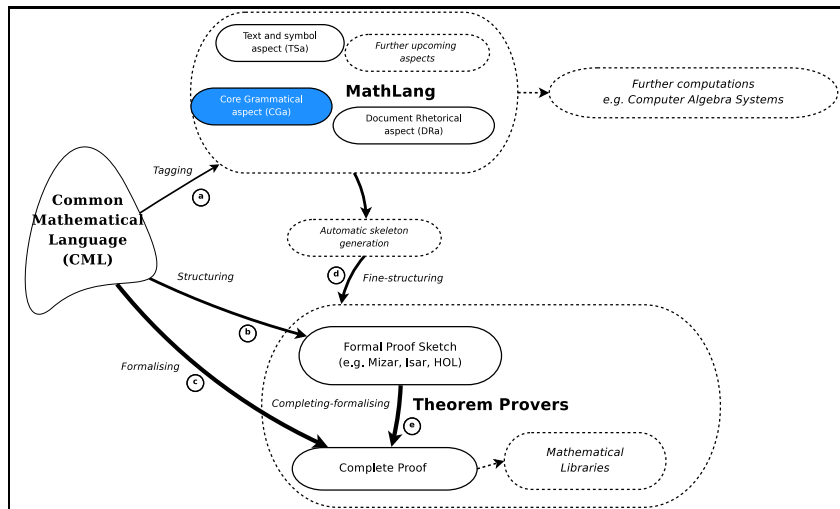 Text and symbol
aspect (TSa)
Further upcoming
aspects
MathLang
Core Grammatical
aspect (CGa)
Document Rhetorical
aspect (DRa)
Further computations
e.g. Computer Algebra Systems
Tagging
a
Common
Mathematical
Language
(CML)
Automatic skeleton
generation
Structuring
d
Fine-structuring
b
Formal Proof Sketch
(e.g. Mizar, Isar, HOL)
Formalising
c
Completing-formalising
Theorem Provers
e
Complete Proof
Mathematical
Libraries